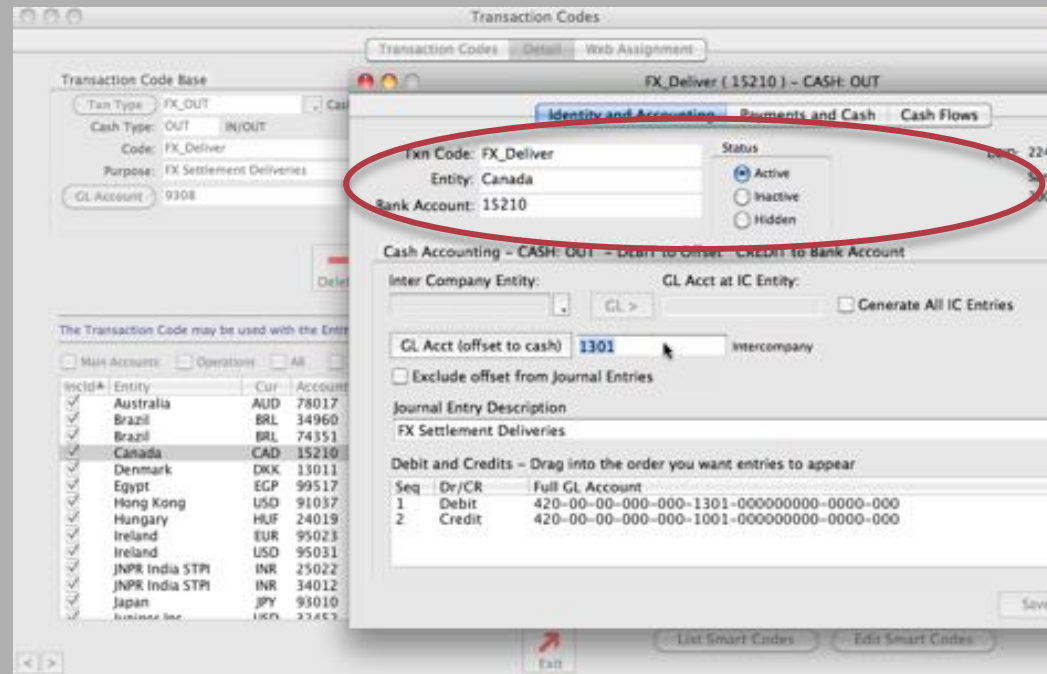 Transaction Codes
Transaction Codes Detail Web Assignment
Transaction Code Base
Txn Type FX_OUT
Cash Type: OUT IN/OUT
Code: FX_Deliver
Purpose: FX Settlement Deliveries
GL Account 9308
The Transaction Code may be used with the
Main Accounts Operations All
Incld Entity Cur Account
Australia AUD 78017
Brazil BRL 34960
Brazil BRL 74351
Canada CAD 15210
Denmark DKK 13011
Egypt EGP 99517
Hong Kong USD 91037
Hungary HUF 24019
Ireland EUR 95023
Ireland USD 95031
JNPR India STPI INR 25022
JNPR India STPI INR 34012
Japan JPY 93010
< >
Exit
List Smart Codes Edit Smart Codes
FX_Deliver ( 15210 ) - CASH: OUT
Identity and Accounting Payments and Cash Cash Flows
Txn Code: FX_Deliver
Entity: Canada
Bank Account: 15210
Status
Active
Inactive
Hidden
Cash Accounting - CASH: OUT - DEBIT to Offset CREDIT to Bank Account
Inter Company Entity: GL Acct at IC Entity:
GL > Generate All IC Entries
GL Acct (offset to cash) 1301 Intercompany
Exclude offset from Journal Entries
Journal Entry Description
FX Settlement Deliveries
Debit and Credits - Drag into the order you want entries to appear
Seq Dr/CR Full GL Account
1 Debit 420-00-00-000-000-1301-000000000-0000-000
2 Credit 420-00-00-000-000-1001-000000000-0000-000
Save